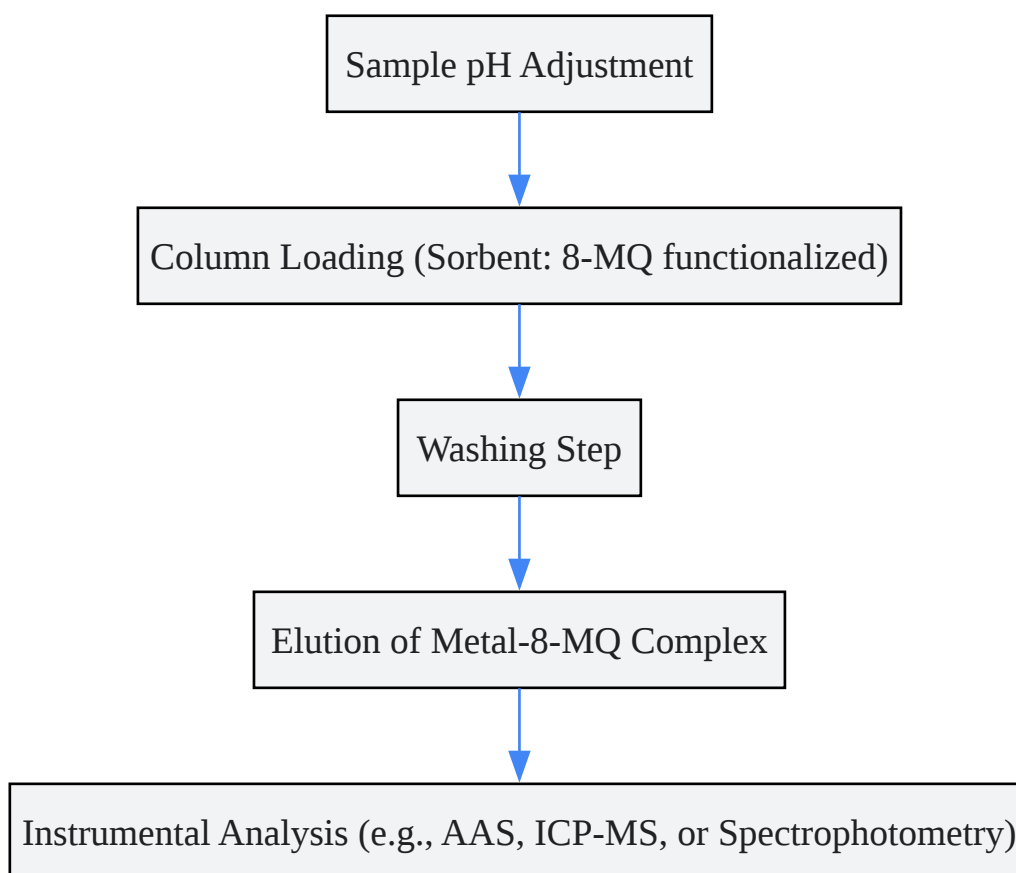 Sample pH Adjustment
Column Loading (Sorbent: 8-MQ functionalized)
Washing Step
Elution of Metal-8-MQ Complex
Instrumental Analysis (e.g., AAS, ICP-MS, or Spectrophotometry)